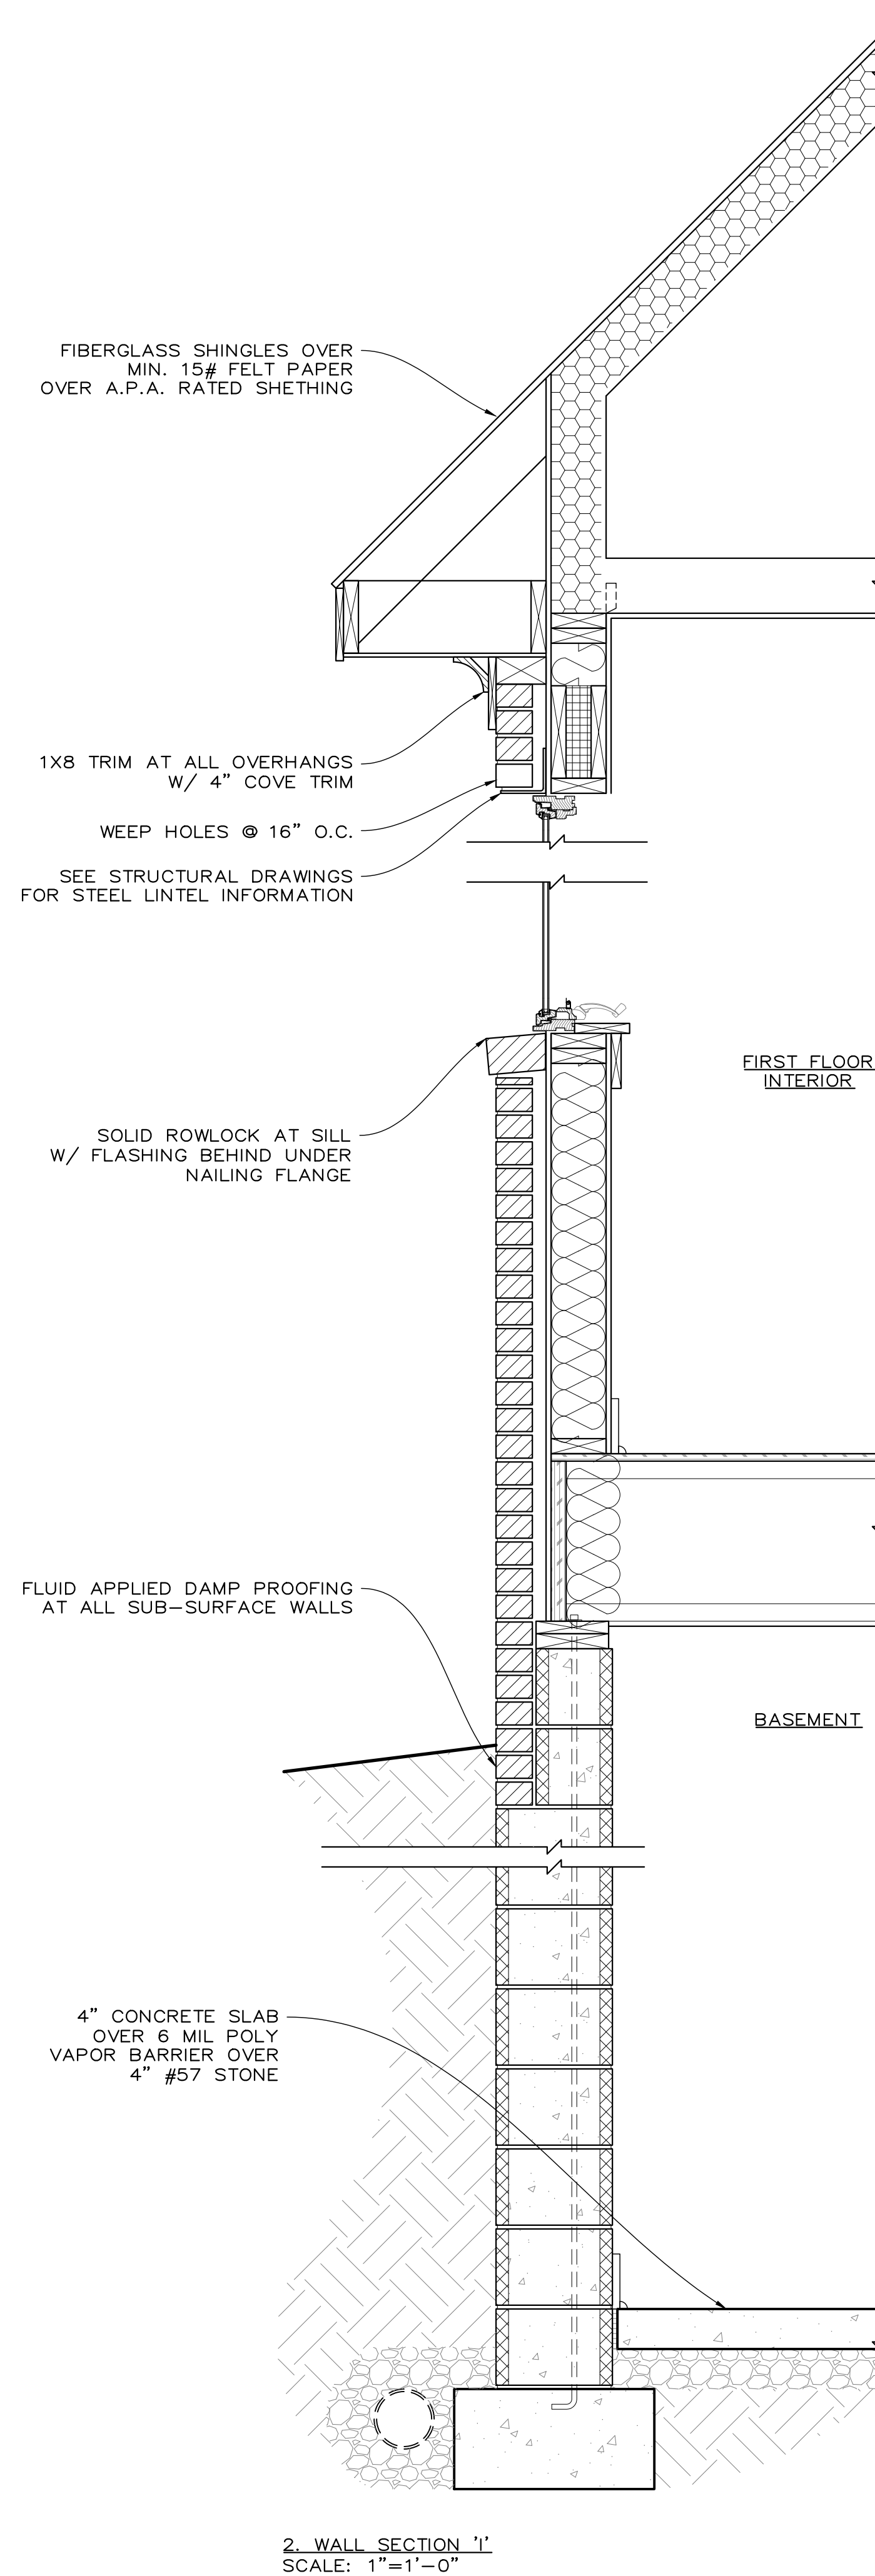 FIBERGLASS SHINGLES OVER
MIN. 15# FELT PAPER
OVER A.P.A. RATED SHETHING
1X8 TRIM AT ALL OVERHANGS
W/ 4" COVE TRIM
WEEP HOLES @ 16" O.C.
SEE STRUCTURAL DRAWINGS
FOR STEEL LINTEL INFORMATION
FIRST FLOOR
INTERIOR
SOLID ROWLOCK AT SILL
W/ FLASHING BEHIND UNDER
NAILING FLANGE
FLUID APPLIED DAMP PROOFING
AT ALL SUB-SURFACE WALLS
BASEMENT
4" CONCRETE SLAB
OVER 6 MIL POLY
VAPOR BARRIER OVER
4" #57 STONE
2. WALL SECTION 'I'
SCALE: 1"=1'-0"